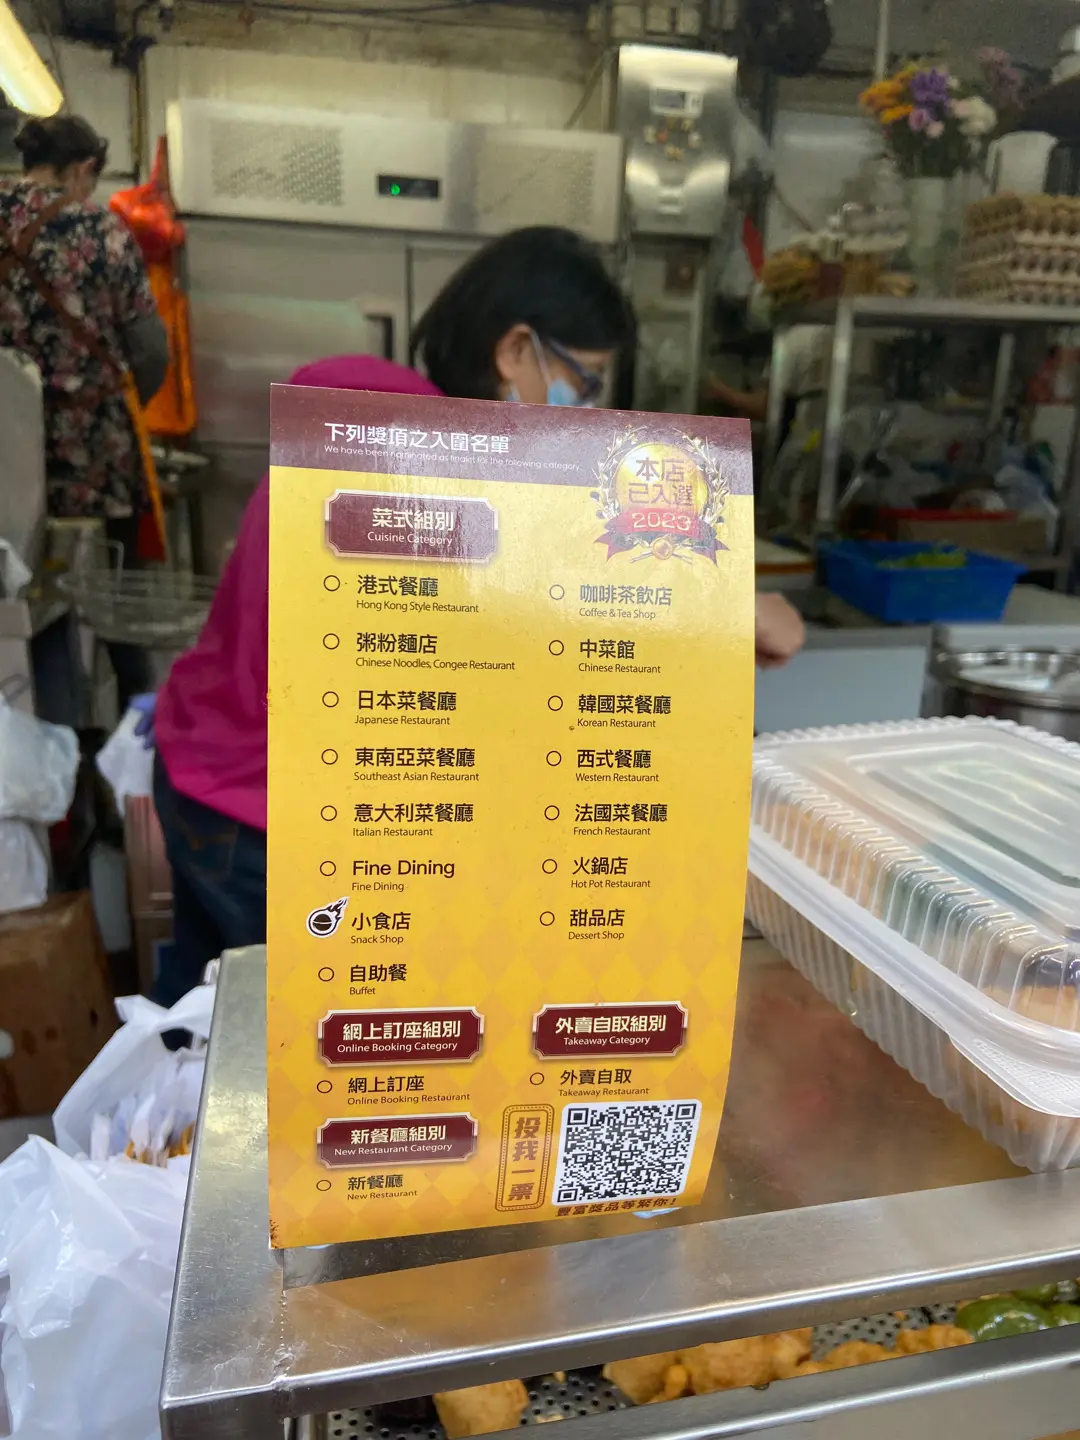 下列獎項之入圍名單
We have been nominated as finalist for the following category
本店
已入選
2023
菜式組別
Cuisine Category
港式餐廳
Hong Kong Style Restaurant
粥粉麵店
Chinese Noodles, Congee Restaurant
日本菜餐廳
Japanese Restaurant
東南亞菜餐廳
Southeast Asian Restaurant
意大利菜餐廳
Italian Restaurant
Fine Dining
Fine Dining
小食店
Snack Shop
自助餐
Buffet
咖啡茶飲店
Coffee & Tea Shop
中菜館
Chinese Restaurant
韓國菜餐廳
Korean Restaurant
西式餐廳
Western Restaurant
法國菜餐廳
French Restaurant
火鍋店
Hot Pot Restaurant
甜品店
Dessert Shop
網上訂座組別
Online Booking Category
網上訂座
Online Booking Restaurant
新餐廳組別
New Restaurant Category
新餐廳
New Restaurant
外賣自取組別
Takeaway Category
外賣自取
Takeaway Restaurant
投我一票
豐富獎品等緊你！